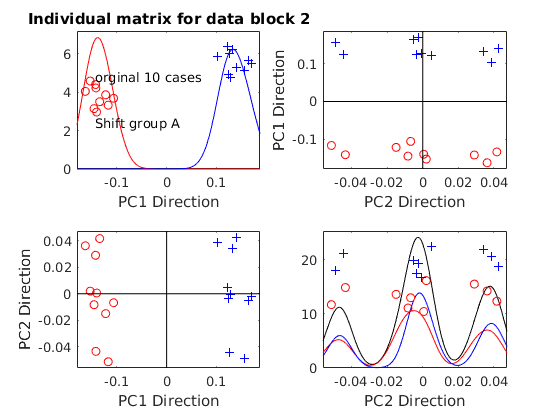 Individual matrix for data block 2
6
4
2
0
orginal 10 cases
Shift group A
-0.1 0 0.1
PC1 Direction
PC1 Direction
0.1
0
-0.1
-0.04 -0.02 0 0.02 0.04
PC2 Direction
PC2 Direction
0.04
0.02
0
-0.02
-0.04
-0.1 0 0.1
PC1 Direction
20
10
0
-0.04 -0.02 0 0.02 0.04
PC2 Direction